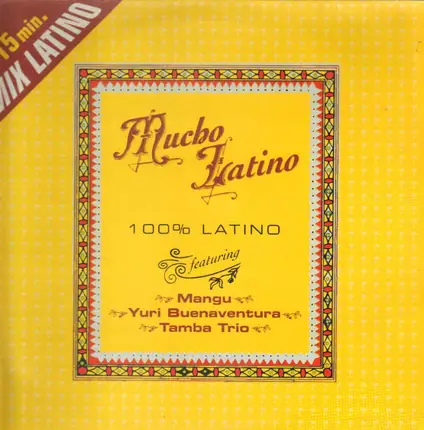 15 min.
MIX LATINO
Mucho
Latino
100% LATINO
featuring
Mangu
Yuri Buenaventura
Tamba Trio